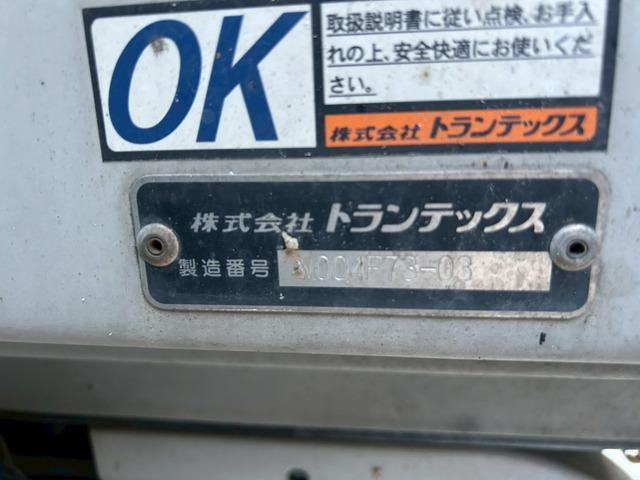 OK
取扱説明書に従い点検、お手入
れの上、安全快適にお使いくだ
さい。
株式会社 トランテックス
株式会社 トランテックス
製造番号